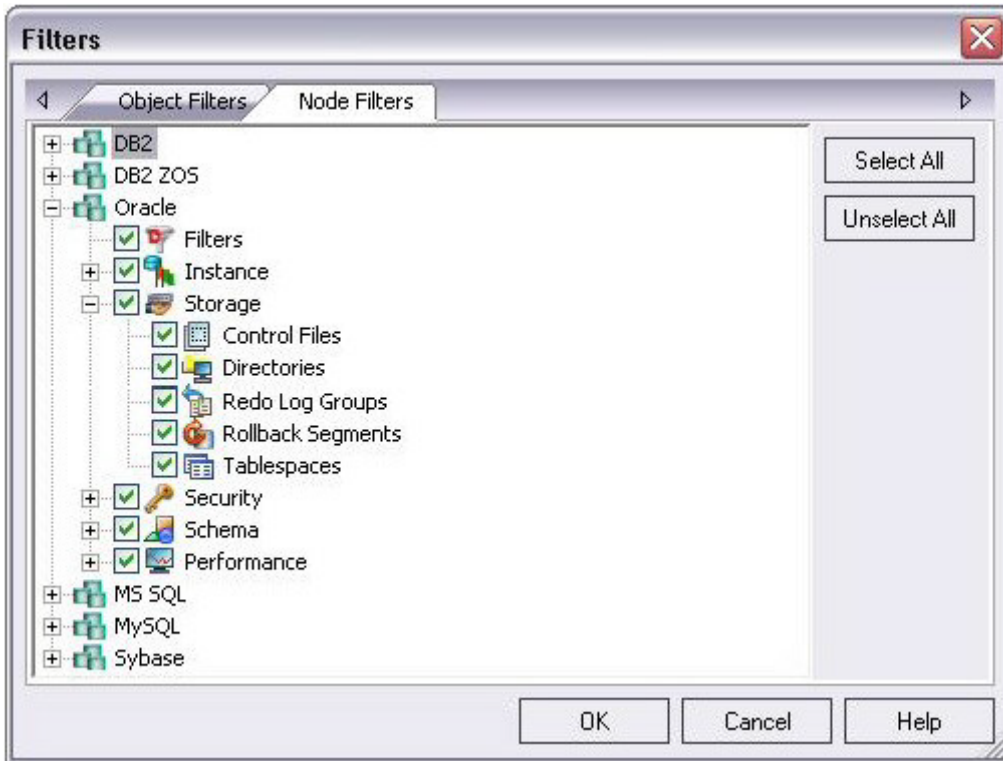 Filters
Object Filters
Node Filters
DB2
DB2 ZOS
Oracle
Filters
Instance
Storage
Control Files
Directories
Redo Log Groups
Rollback Segments
Tablespaces
Security
Schema
Performance
MS SQL
MySQL
Sybase
Select All
Unselect All
OK
Cancel
Help